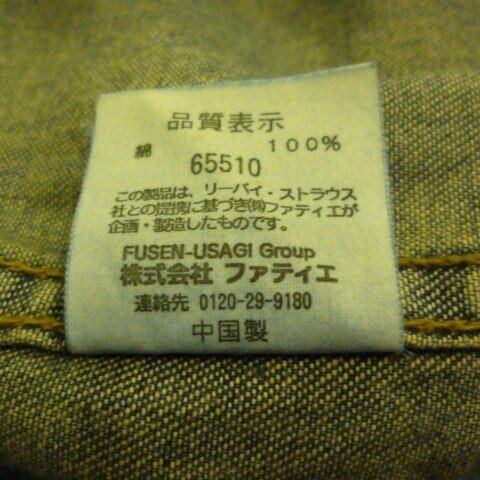 品質表示
綿 100%
65510
この製品は、リーバイ・ストラウス
社との提携に基づき㈱ファティエが
企画・製造したものです。
FUSEN-USAGI Group
株式会社 ファティエ
連絡先 0120-29-9180
中国製